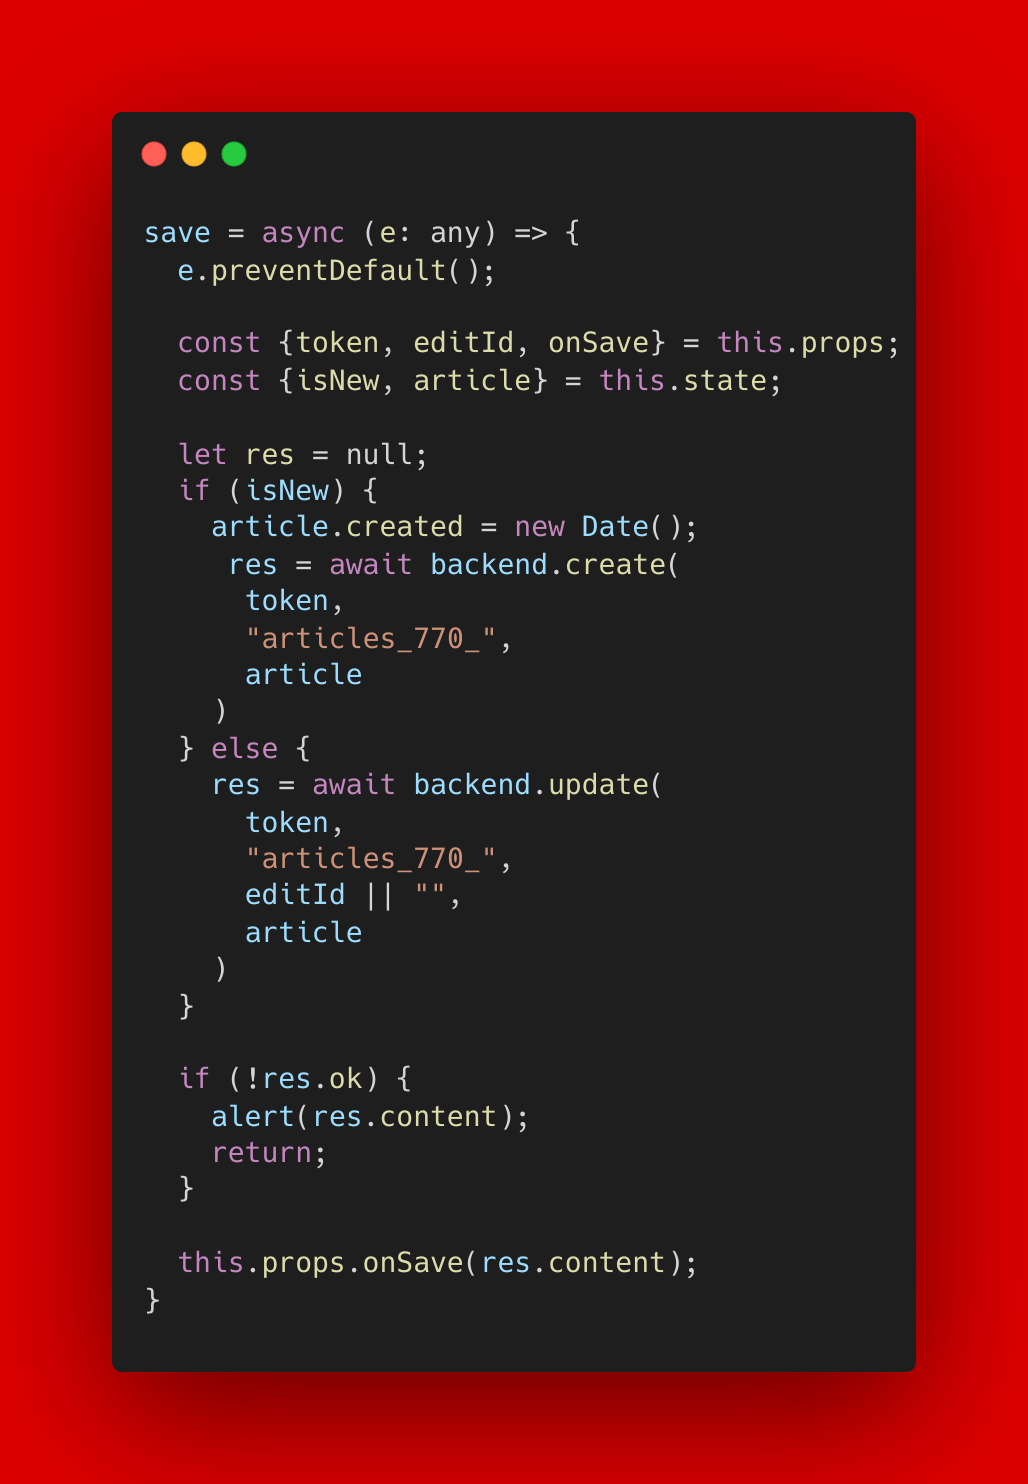 save = async (e: any) => {
  e.preventDefault();

  const {token, editId, onSave} = this.props;
  const {isNew, article} = this.state;

  let res = null;
  if (isNew) {
    article.created = new Date();
     res = await backend.create(
      token,
      "articles_770_",
      article
    )
  } else {
    res = await backend.update(
      token,
      "articles_770_",
      editId || "",
      article
    )
  }

  if (!res.ok) {
    alert(res.content);
    return;
  }

  this.props.onSave(res.content);
}